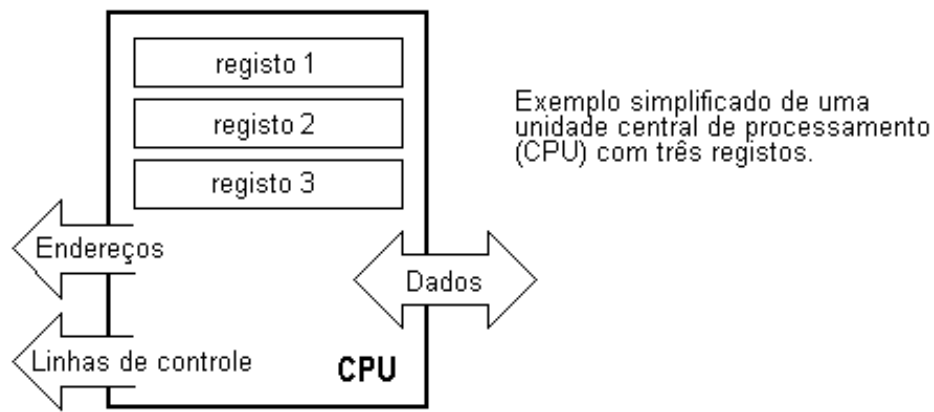 registo 1
registo 2
registo 3
Exemplo simplificado de uma
unidade central de processamento
(CPU) com três registos.
Endereços
Dados
Linhas de controle
CPU